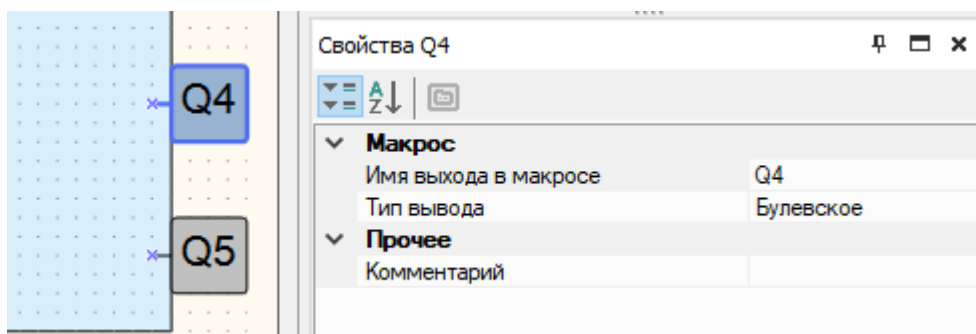 Q4
Q5
Свойства Q4
A
Z
Макрос
Имя выхода в макросе Q4
Тип вывода Булевское
Прочее
Комментарий